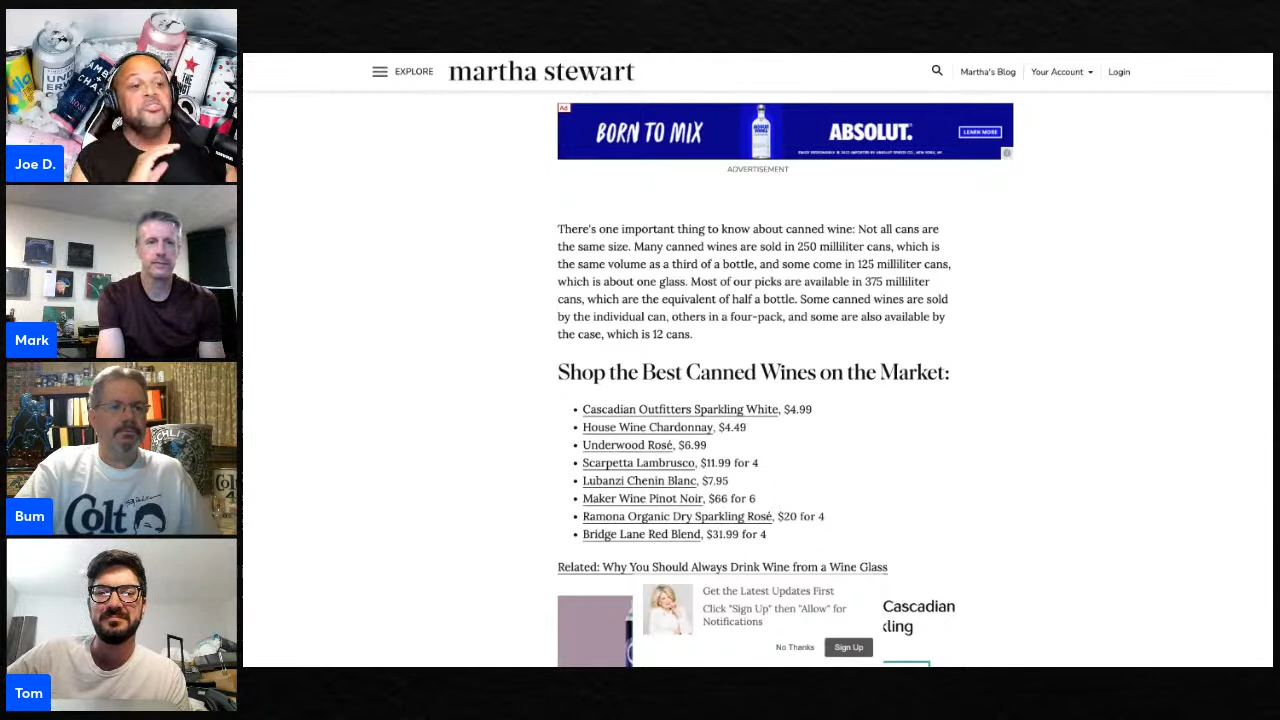 Joe D.
Mark
Colt
Bum
Tom
EXPLORE
martha stewart
Martha's Blog
Your Account
Login
Ad
BORN TO MIX
ABSOLUT.
LEARN MORE
ADVERTISEMENT
There's one important thing to know about canned wine: Not all cans are
the same size. Many canned wines are sold in 250 milliliter cans, which is
the same volume as a third of a bottle, and some come in 125 milliliter cans,
which is about one glass. Most of our picks are available in 375 milliliter
cans, which are the equivalent of half a bottle. Some canned wines are sold
by the individual can, others in a four-pack, and some are also available by
the case, which is 12 cans.
Shop the Best Canned Wines on the Market:
• Cascadian Outfitters Sparkling White, $4.99
• House Wine Chardonnay, $4.49
• Underwood Rosé, $6.99
• Scarpetta Lambrusco, $11.99 for 4
• Lubanzi Chenin Blanc, $7.95
• Maker Wine Pinot Noir, $66 for 6
• Ramona Organic Dry Sparkling Rosé, $20 for 4
• Bridge Lane Red Blend, $31.99 for 4
Related: Why You Should Always Drink Wine from a Wine Glass
Get the Latest Updates First
Click "Sign Up" then "Allow" for
Notifications
No Thanks
Sign Up
Cascadian